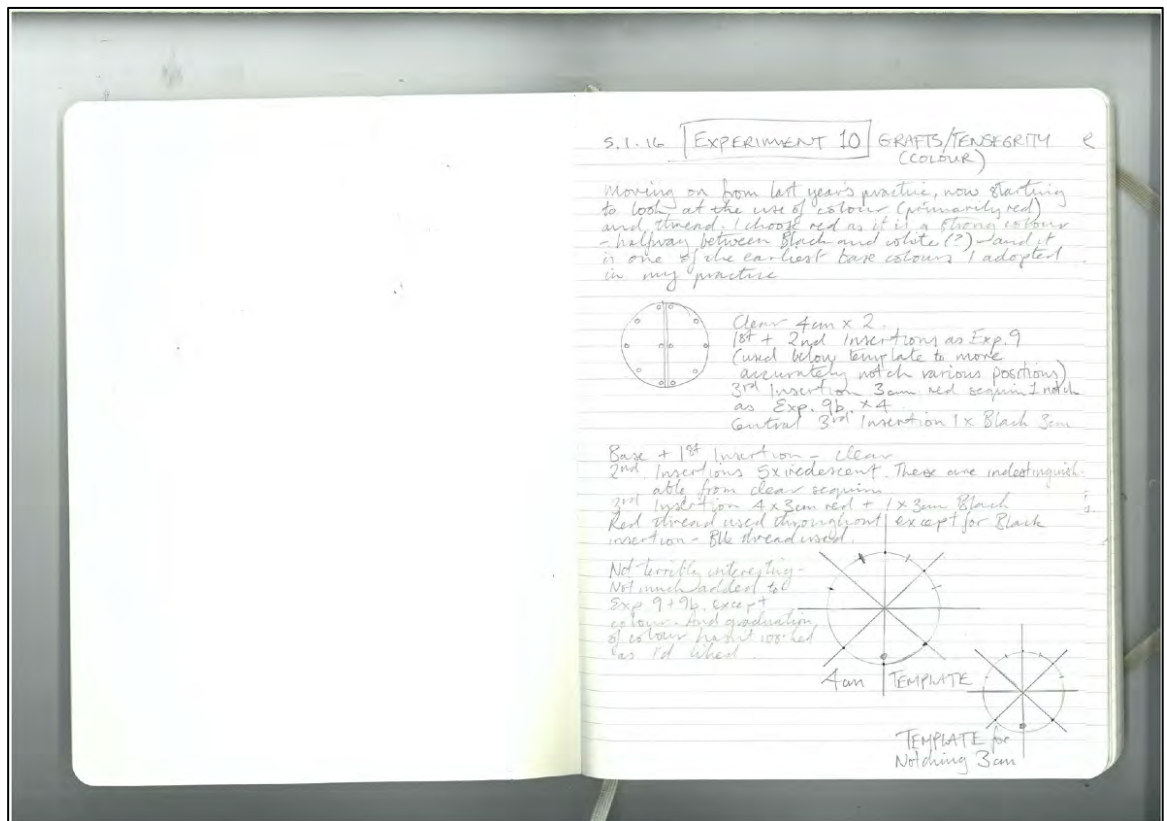 5.1.16 EXPERIMENT 10 GRAFTS/TENSEGRITY
(COLOUR)
Moving on from last year's practice, now starting
to look at the use of colour (primarily red)
and thread. I choose red as it is a strong colour
- halfway between Black and white (?) - and it
is one of the earliest base colours I adopted
in my practice
Clear 4cm x 2.
1st + 2nd Insertions as Exp. 9
(used below template to more
accurately notch various positions)
3rd Insertion 3cm red sequin 1 notch
as Exp. 9b x 4
Central 3rd Insertion 1 x Black 3cm
Base + 1st Insertion - clear
2nd Insertions 5x iredescent. These are indestinguish-
able from clear sequins
3rd Insertion 4 x 3cm red + 1 x 3cm Black
Red thread used throughout except for Black
insertion - Blk thread used.
Not terribly interesting -
Not much added to
Exp 9 + 9b. except
colour. And graduation
of colour hasn't worked
as I'd liked.
4cm TEMPLATE
TEMPLATE for
Notching 3cm